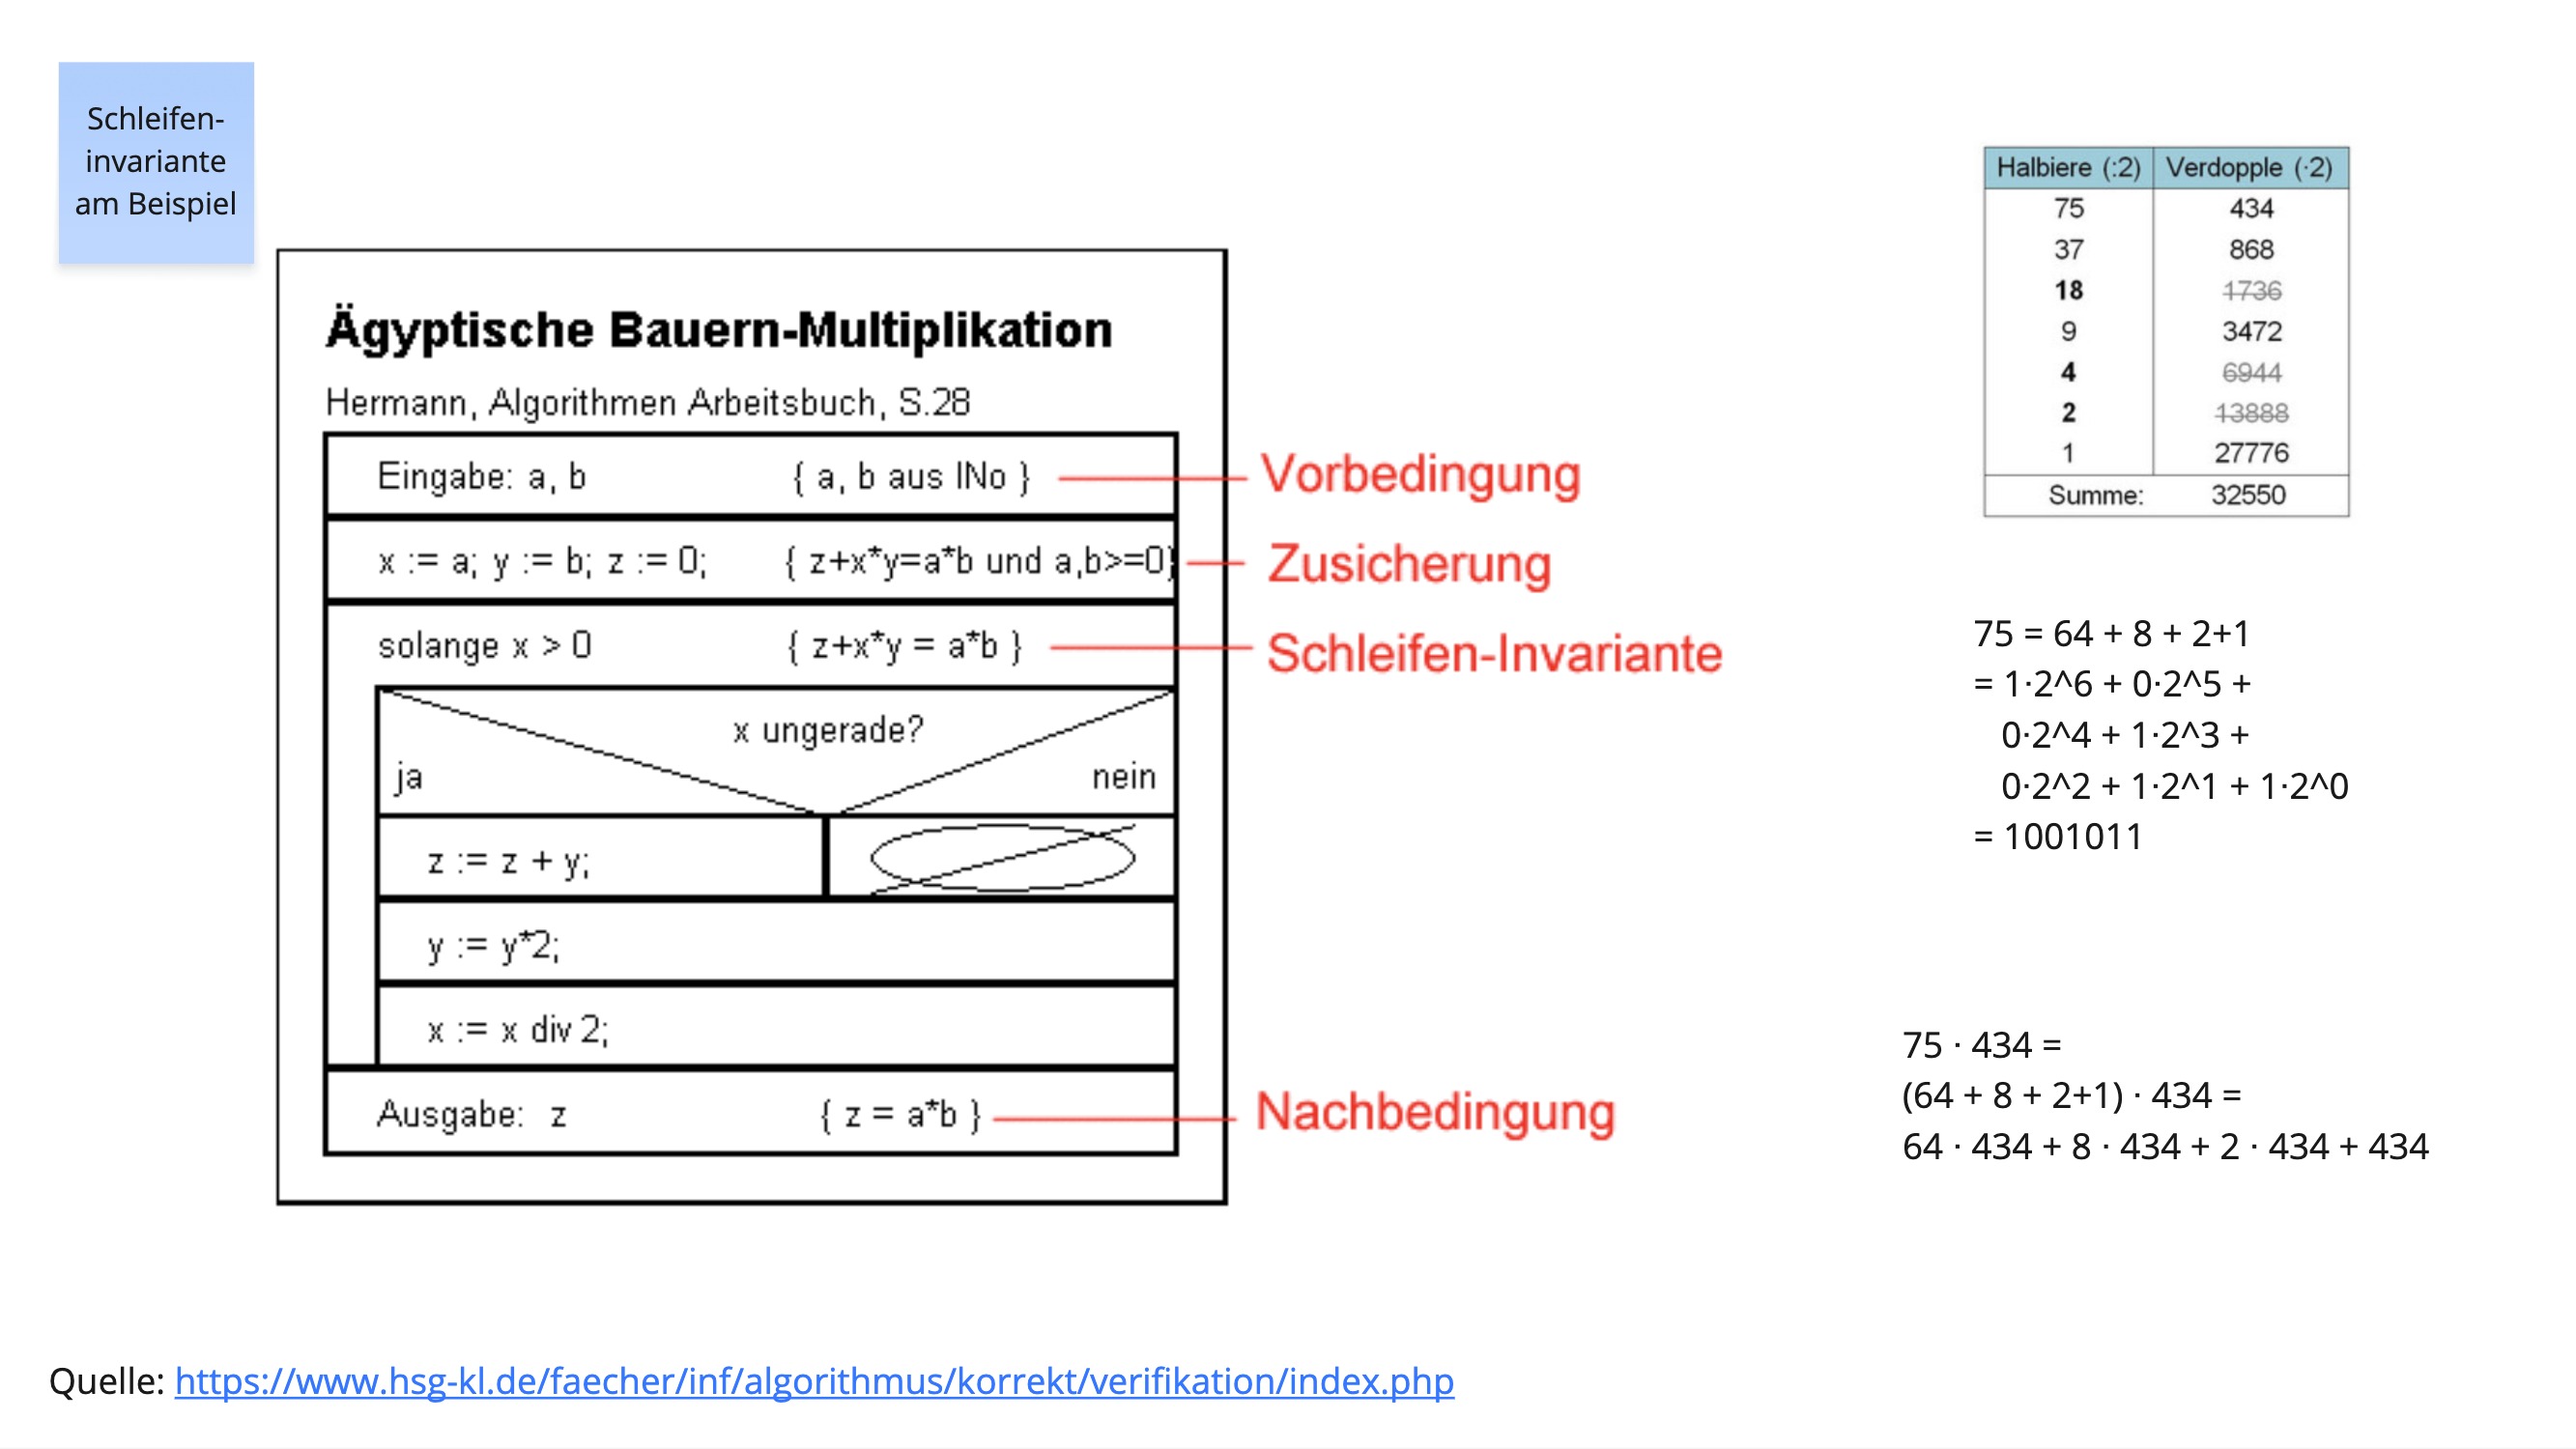 Schleifen-
invariante
am Beispiel
Ägyptische Bauern-Multiplikation
Hermann, Algorithmen Arbeitsbuch, S.28
Eingabe: a, b { a, b aus INo } Vorbedingung
x := a; y := b; z := 0; { z+x*y=a*b und a,b>=0} Zusicherung
solange x > 0 { z+x*y = a*b } Schleifen-Invariante
x ungerade?
ja nein
z := z + y;
y := y*2;
x := x div 2;
Ausgabe: z { z = a*b } Nachbedingung
Halbiere (:2) Verdopple (·2)
75 434
37 868
18 1736
9 3472
4 6944
2 13888
1 27776
Summe: 32550
75 = 64 + 8 + 2+1
= 1·2^6 + 0·2^5 +
0·2^4 + 1·2^3 +
0·2^2 + 1·2^1 + 1·2^0
= 1001011
75 · 434 =
(64 + 8 + 2+1) · 434 =
64 · 434 + 8 · 434 + 2 · 434 + 434
Quelle: https://www.hsg-kl.de/faecher/inf/algorithmus/korrekt/verifikation/index.php